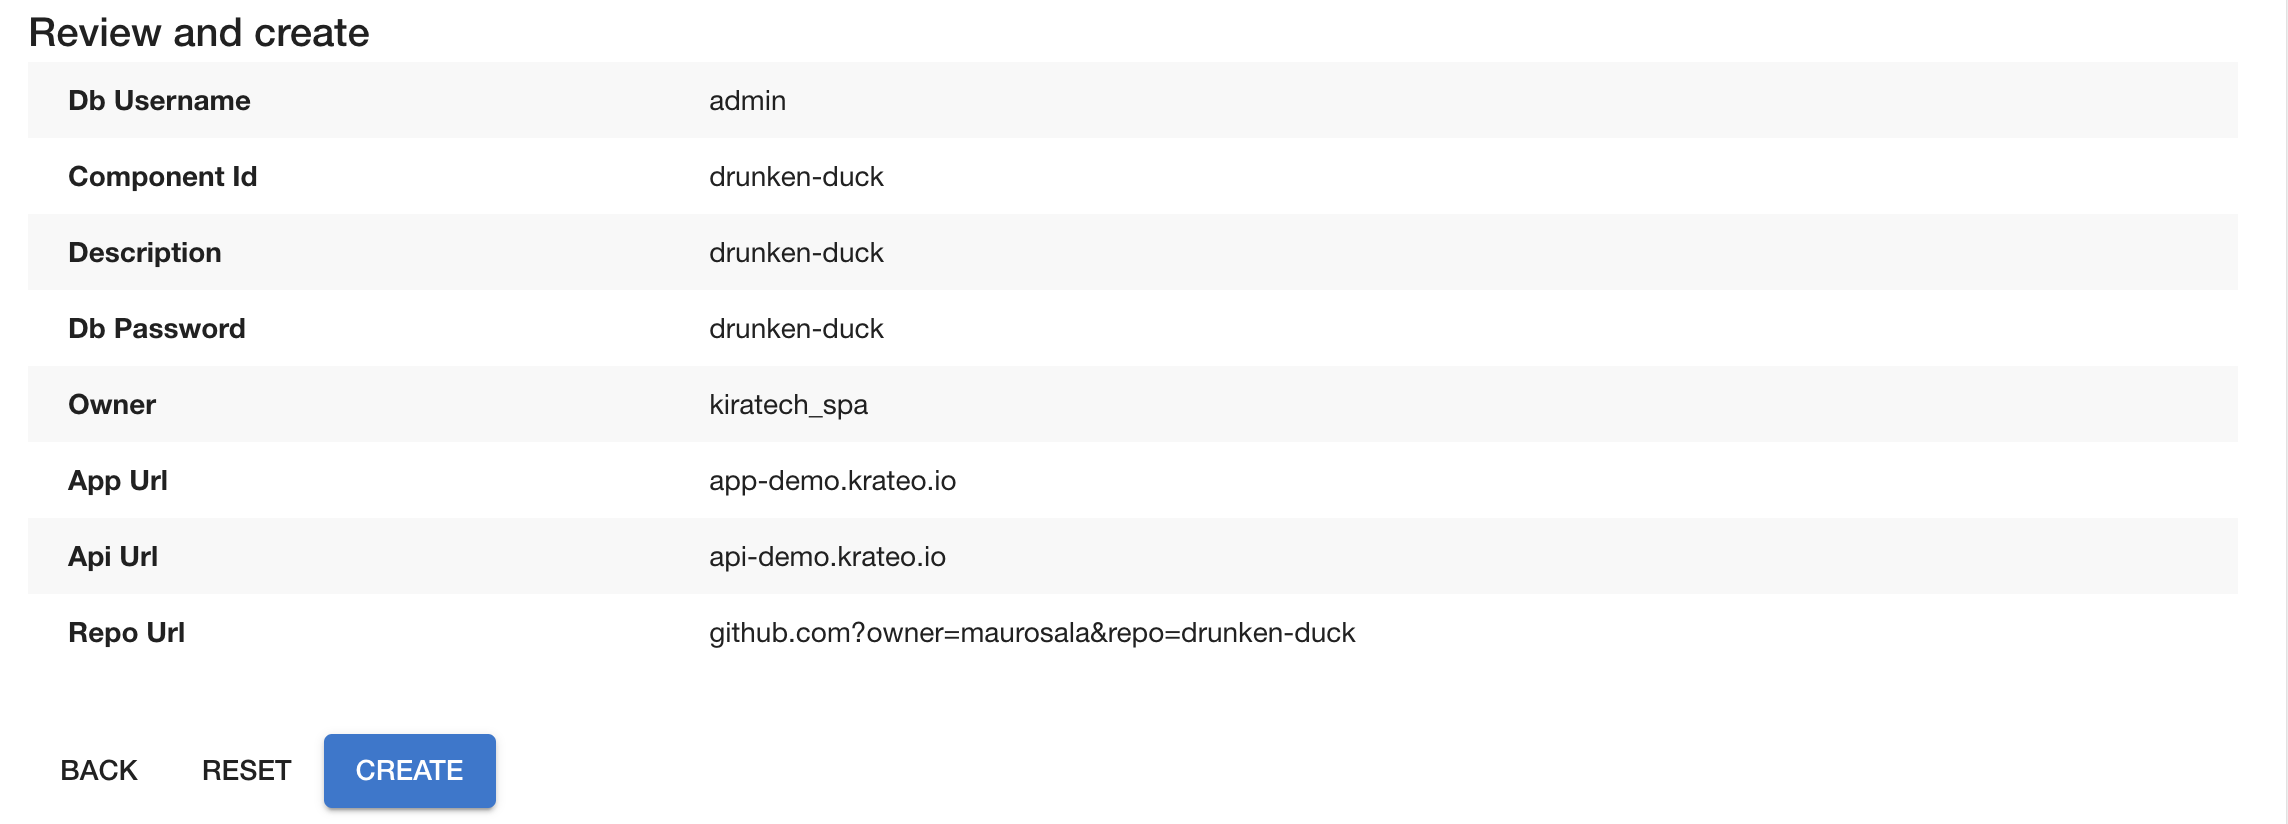 Review and create
Db Username admin
Component Id drunken-duck
Description drunken-duck
Db Password drunken-duck
Owner kiratech_spa
App Url app-demo.krateo.io
Api Url api-demo.krateo.io
Repo Url github.com?owner=maurosala&repo=drunken-duck
BACK RESET CREATE